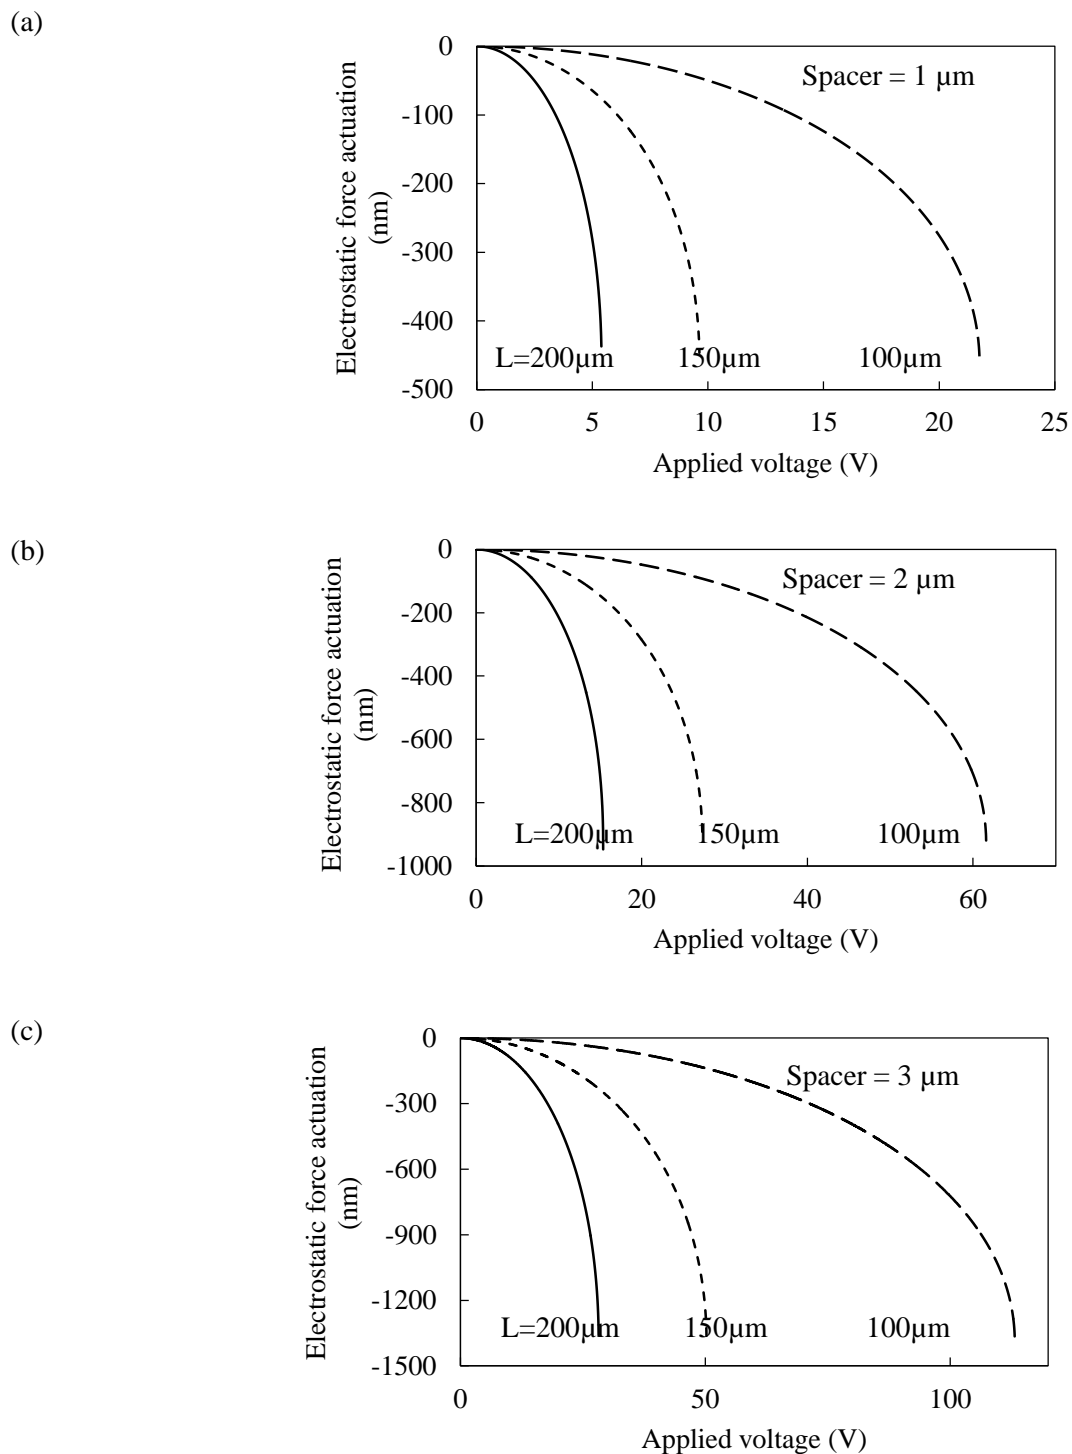 (a)
0
-100
-200
-300
-400
-500
Electrostatic force actuation
(nm)
Spacer = 1 µm
L=200µm
150µm
100µm
0
5
10
15
20
25
Applied voltage (V)
(b)
0
-200
-400
-600
-800
-1000
Electrostatic force actuation
(nm)
Spacer = 2 µm
L=200µm
150µm
100µm
0
20
40
60
Applied voltage (V)
(c)
0
-300
-600
-900
-1200
-1500
Electrostatic force actuation
(nm)
Spacer = 3 µm
L=200µm
150µm
100µm
0
50
100
Applied voltage (V)